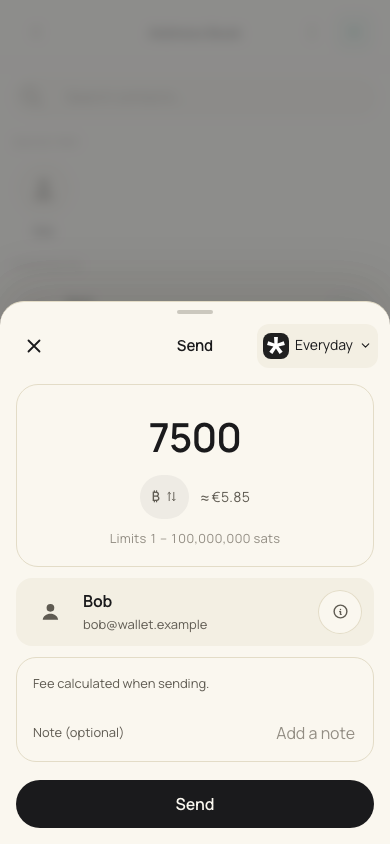 Send
Everyday
7500
₿ ≈ €5.85
Limits 1 – 100,000,000 sats
Bob
bob@wallet.example
Fee calculated when sending.
Note (optional) Add a note
Send